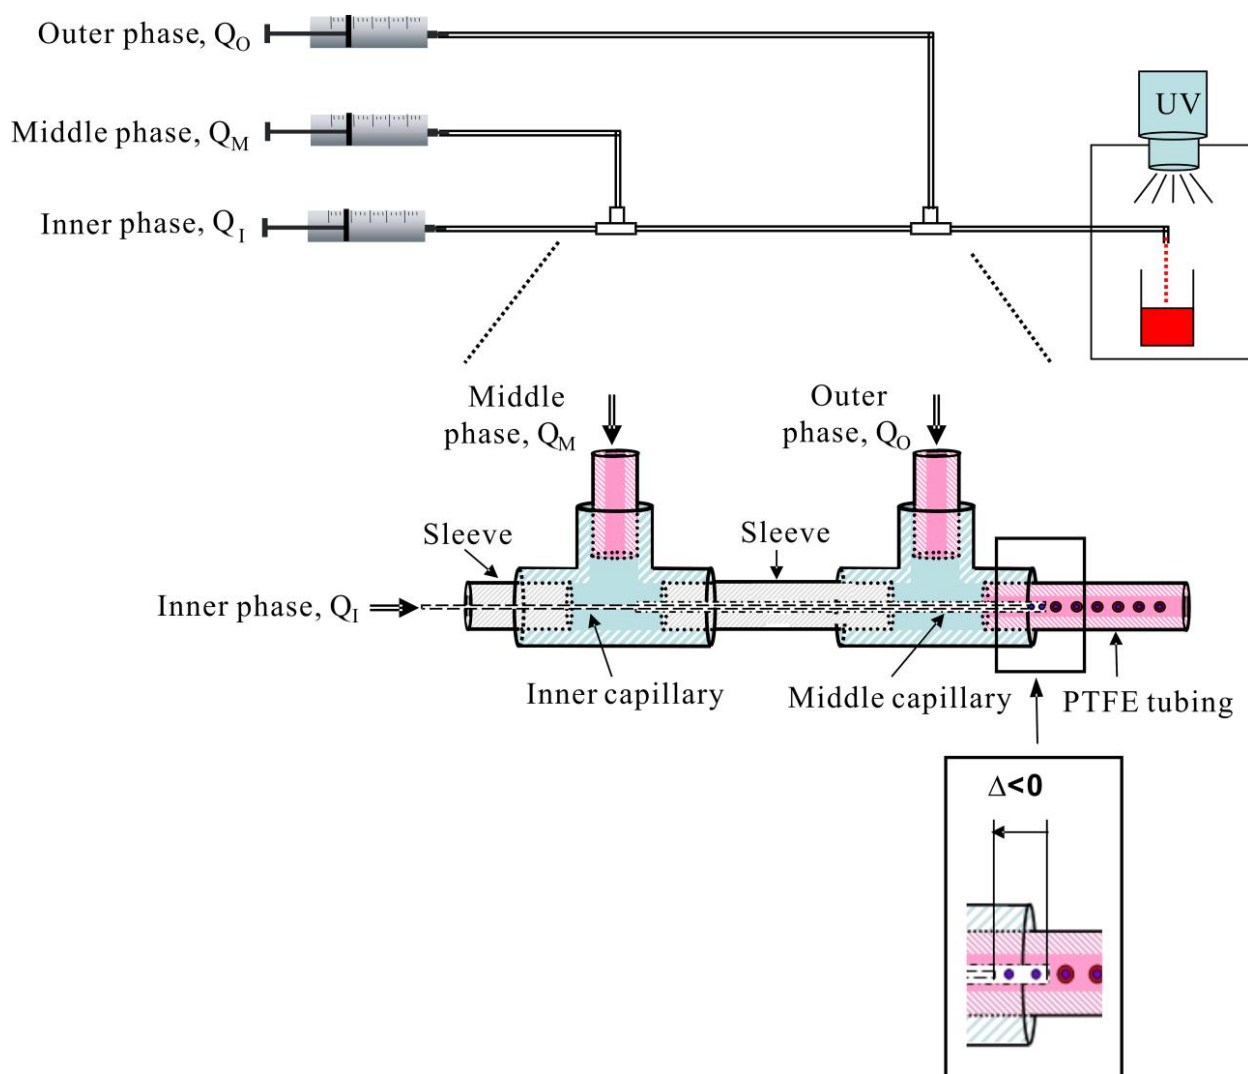 Outer phase, Q_O
Middle phase, Q_M
Inner phase, Q_I
UV
Middle
phase, Q_M
Outer
phase, Q_O
Sleeve
Sleeve
Inner phase, Q_I
Inner capillary
Middle capillary
PTFE tubing
Δ<0